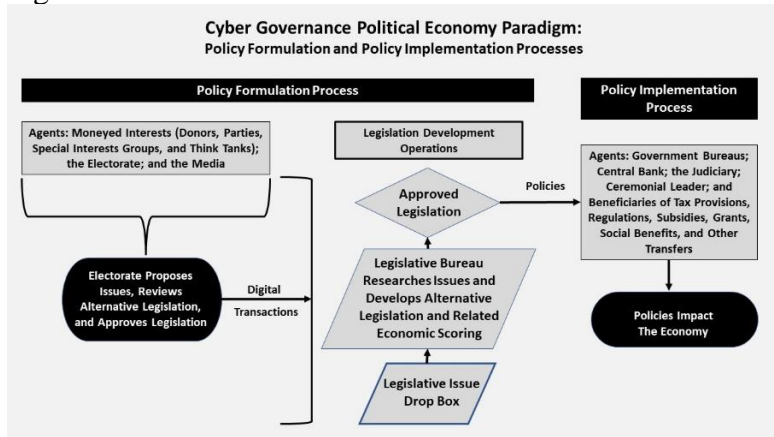 Cyber Governance Political Economy Paradigm:
Policy Formulation and Policy Implementation Processes
Policy Formulation Process
Agents: Moneyed Interests (Donors, Parties,
Special Interests Groups, and Think Tanks);
the Electorate; and the Media
Electorate Proposes
Issues, Reviews
Alternative Legislation,
and Approves Legislation
Digital
Transactions
Legislation Development
Operations
Approved
Legislation
Legislative Bureau
Researches Issues and
Develops Alternative
Legislation and Related
Economic Scoring
Legislative Issue
Drop Box
Policies
Policy Implementation
Process
Agents: Government Bureaus;
Central Bank; the Judiciary;
Ceremonial Leader; and
Beneficiaries of Tax Provisions,
Regulations, Subsidies, Grants,
Social Benefits, and Other
Transfers
Policies Impact
The Economy